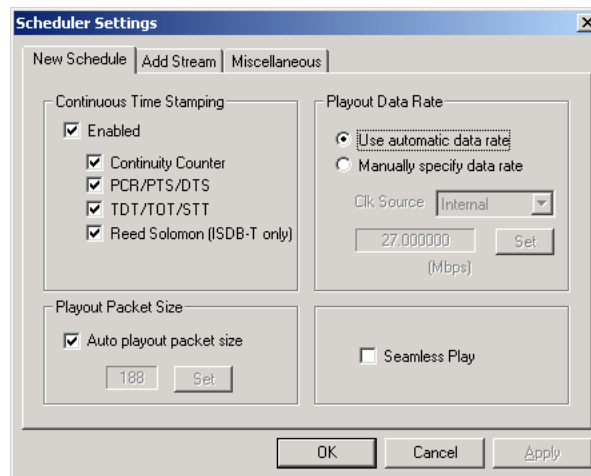 Scheduler Settings
New Schedule Add Stream Miscellaneous
Continuous Time Stamping
Enabled
Continuity Counter
PCR/PTS/DTS
TDT/TOT/STT
Reed Solomon (ISDB-T only)
Playout Data Rate
Use automatic data rate
Manually specify data rate
Clk Source Internal
27.000000 Set
(Mbps)
Playout Packet Size
Auto playout packet size
188 Set
Seamless Play
OK Cancel Apply